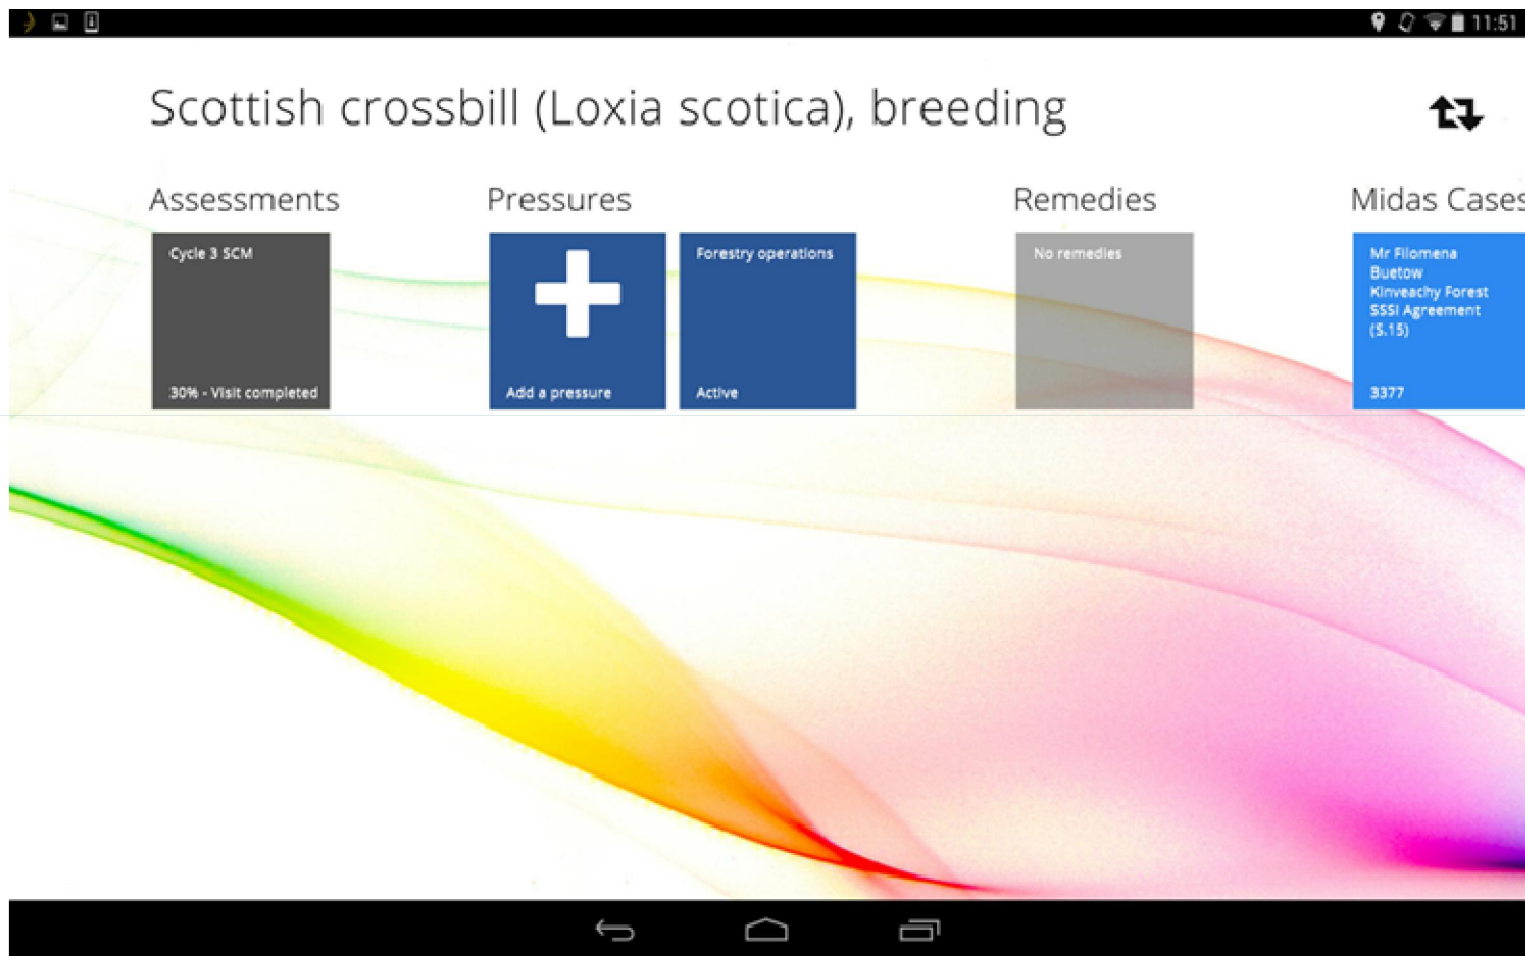 11:51
Scottish crossbill (Loxia scotica), breeding
Assessments
Pressures
Remedies
Midas Cases
Cycle 3 SCM
30% - Visit completed
Add a pressure
Forestry operations
Active
No remedies
Mr Filomena
Buetow
Kinveachy Forest
SSSI Agreement
(S.15)
3377